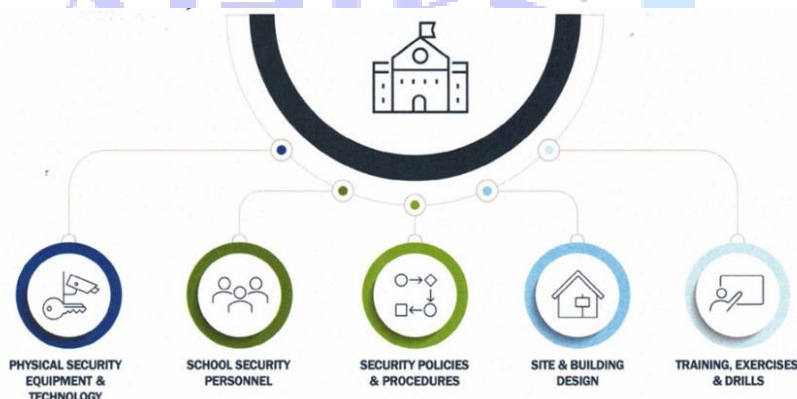 PHYSICAL SECURITY
EQUIPMENT &
TECHNOLOGY
SCHOOL SECURITY
PERSONNEL
SECURITY POLICIES
& PROCEDURES
SITE & BUILDING
DESIGN
TRAINING, EXERCISES
& DRILLS